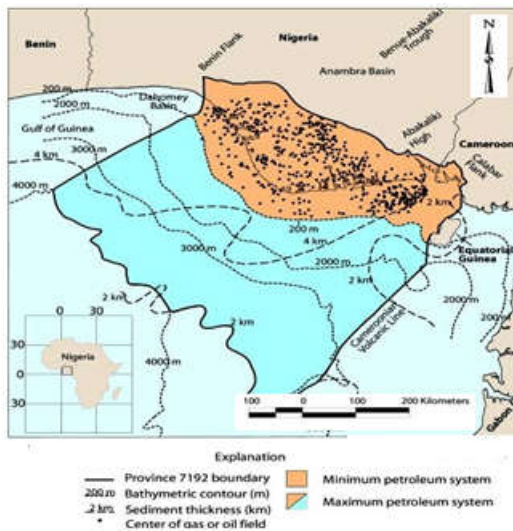 Benin
Nigeria
Benin Flank
Benue-Abakaliki
Trough
N
Anambra Basin
200 m
2000 m
Dahomey
Basin
Gulf of Guinea
Abakaliki
High
Cameroon
3000 m
4 km
4000 m
Calabar
Flank
2 km
200 m
4 km
3000 m
2000 m
Equatorial
Guinea
2 km
2000 m
200 m
2 km
2 km
4000 m
Cameroonian
Volcanic Line
30
Nigeria
0
30
30
0
30
100
0
100
200 Kilometers
Gabon
Explanation
Province 7192 boundary
200 m Bathymetric contour (m)
2 km Sediment thickness (km)
Center of gas or oil field
Minimum petroleum system
Maximum petroleum system